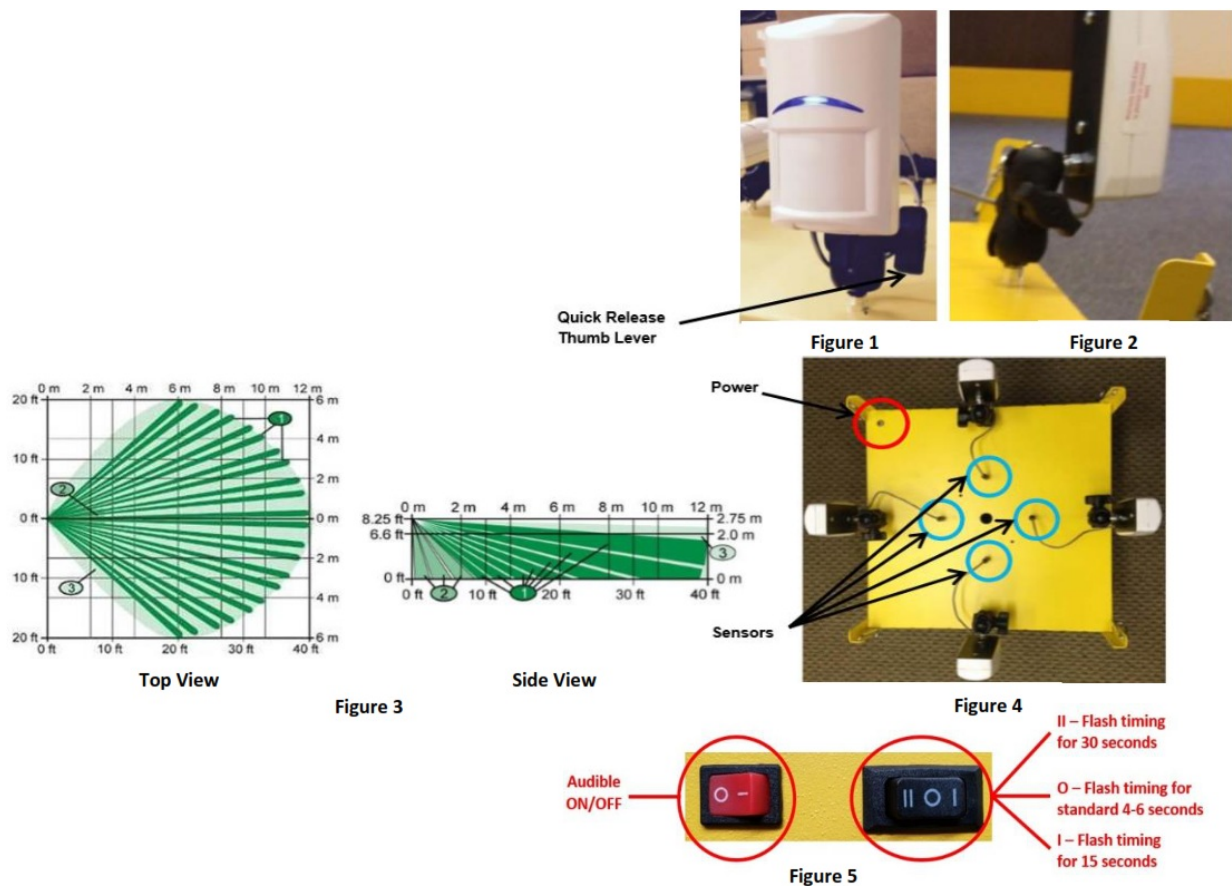 Quick Release
Thumb Lever
Figure 1
Figure 2
0 m 2 m 4 m 6 m 8 m 10 m 12 m
20 ft 6 m
1
4 m
10 ft
2 m
2
0 ft 0 m
2 m
3
10 ft
4 m
20 ft 6 m
0 ft 10 ft 20 ft 30 ft 40 ft
Top View
0 m 2 m 4 m 6 m 8 m 10 m 12 m
8.25 ft 2.75 m
6.6 ft 2.0 m
3
0 ft 0 m
0 ft 2 10 ft 1 20 ft 30 ft 40 ft
Side View
Figure 3
Power
Sensors
Figure 4
Audible
ON/OFF
O I
II O I
II – Flash timing
for 30 seconds
O – Flash timing for
standard 4-6 seconds
I – Flash timing
for 15 seconds
Figure 5